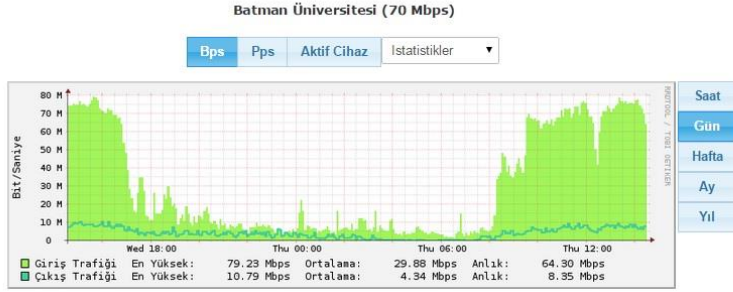 Batman Üniversitesi (70 Mbps)
Bps Pps Aktif Cihaz Istatistikler
80 M
70 M
60 M
50 M
40 M
30 M
20 M
10 M
0
Bit/Saniye
Wed 18:00 Thu 00:00 Thu 06:00 Thu 12:00
Giriş Trafiği En Yüksek: 79.23 Mbps Ortalama: 29.88 Mbps Anlık: 64.30 Mbps
Çıkış Trafiği En Yüksek: 10.79 Mbps Ortalama: 4.34 Mbps Anlık: 8.35 Mbps
RRDTOOL / TOBI OETIKER
Saat
Gün
Hafta
Ay
Yıl